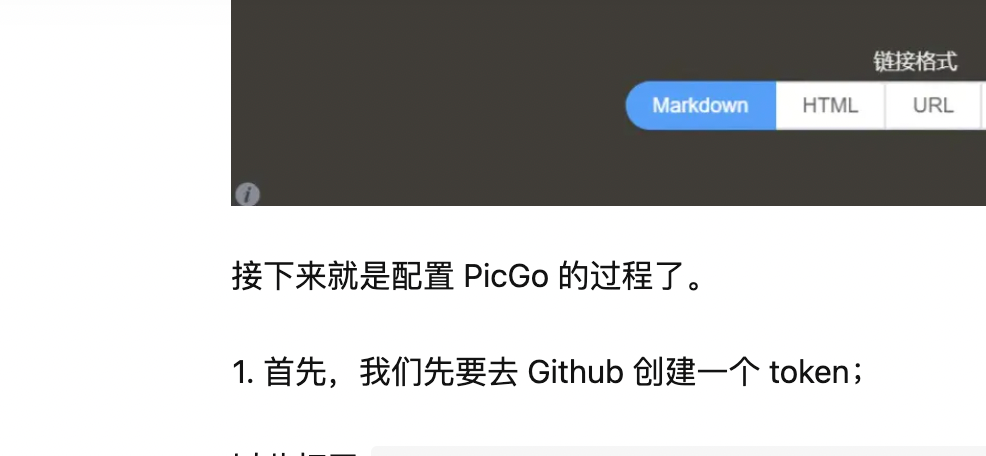 链接格式
Markdown HTML URL
接下来就是配置 PicGo 的过程了。
1. 首先，我们先要去 Github 创建一个 token；